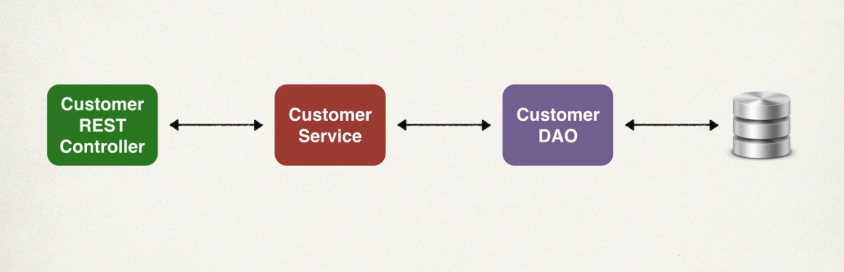 Customer
REST
Controller
Customer
Service
Customer
DAO